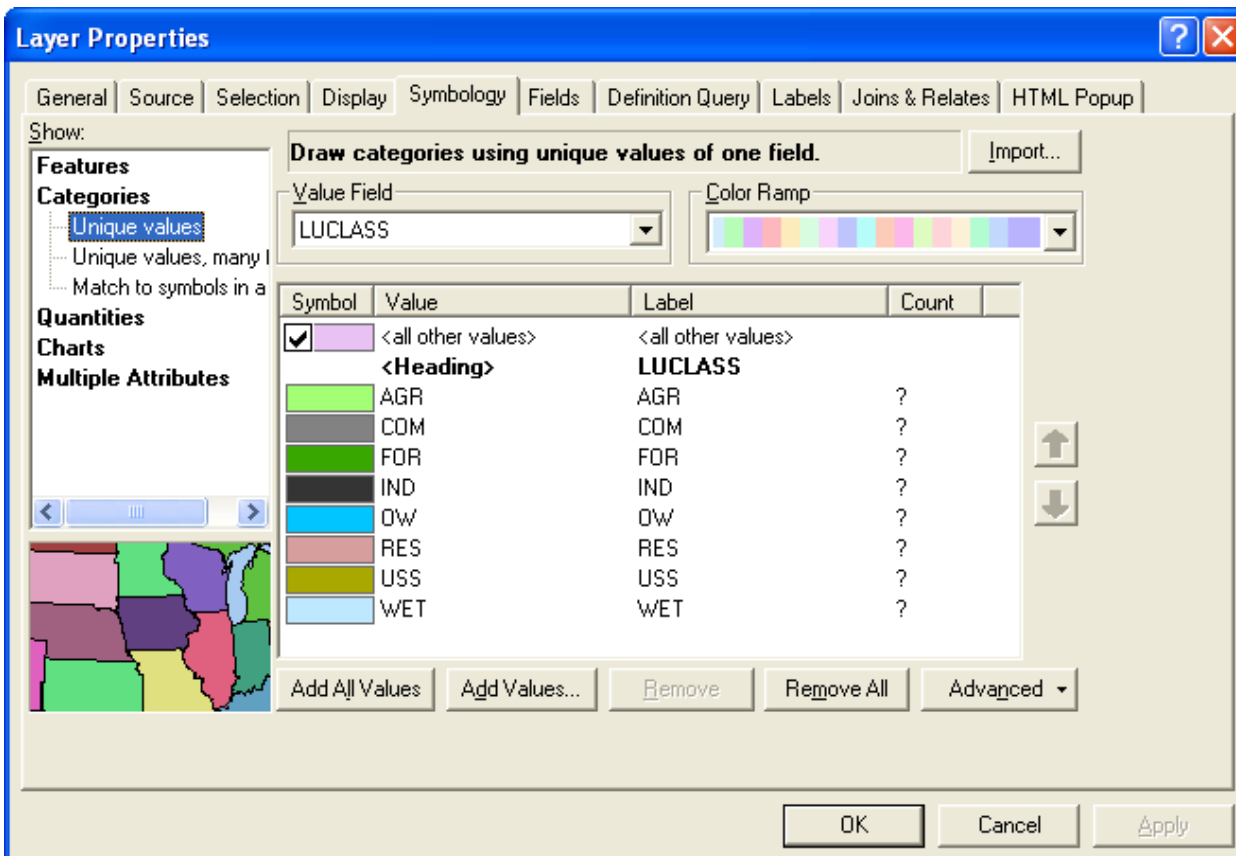 Layer Properties
General Source Selection Display Symbology Fields Definition Query Labels Joins & Relates HTML Popup
Show:
Features
Categories
Unique values
Unique values, many
Match to symbols in a
Quantities
Charts
Multiple Attributes
Draw categories using unique values of one field.
Import...
Value Field
LUCLASS
Color Ramp
Symbol Value Label Count
<all other values> <all other values>
<Heading> LUCLASS
AGR AGR ?
COM COM ?
FOR FOR ?
IND IND ?
OW OW ?
RES RES ?
USS USS ?
WET WET ?
Add All Values Add Values... Remove Remove All Advanced
OK Cancel Apply